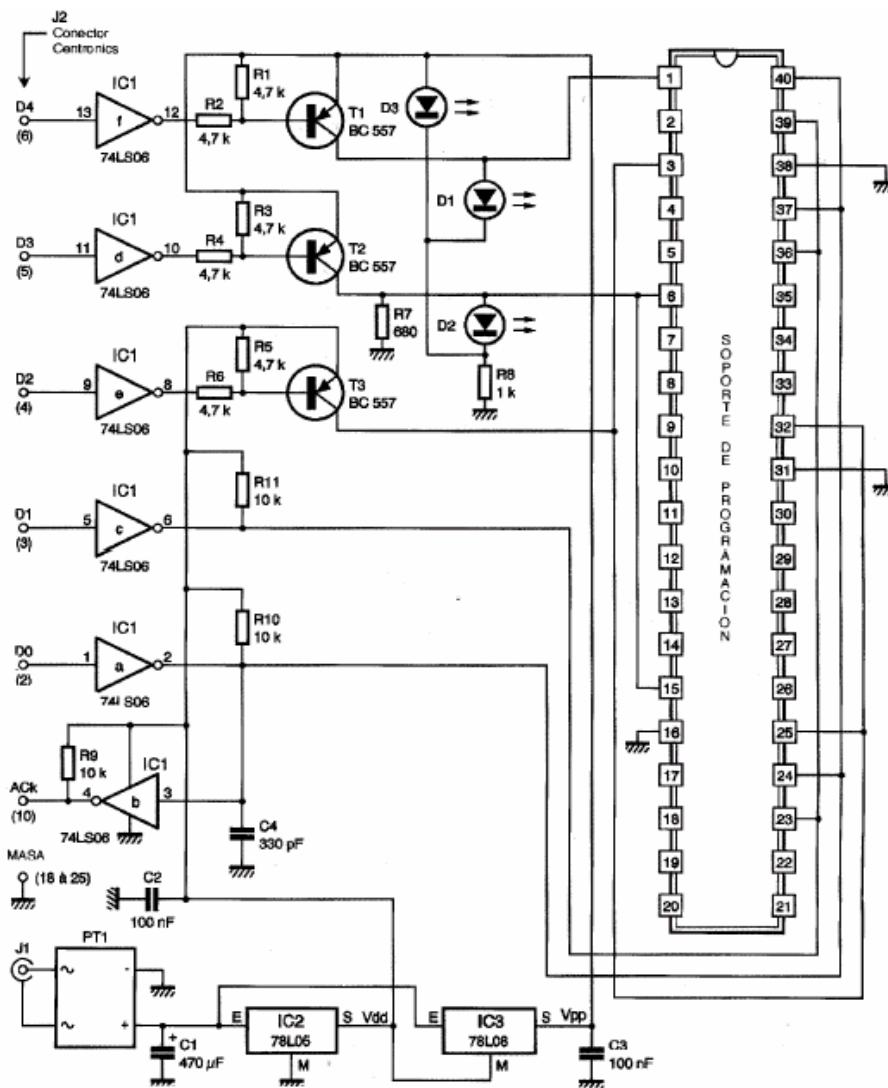 J2
Conector
Centronics
D4
(6)
13
IC1
f
12
74LS06
R1
4,7 k
R2
4,7 k
T1
BC 557
D3
D1
D3
(5)
11
IC1
d
10
74LS06
R3
4,7 k
R4
4,7 k
T2
BC 557
R7
680
D2
R8
1 k
D2
(4)
9
IC1
e
8
74LS06
R5
4,7 k
R6
4,7 k
T3
BC 557
D1
(3)
5
IC1
c
6
74LS06
R11
10 k
D0
(2)
1
IC1
a
2
74LS06
R10
10 k
R9
10 k
ACk
(10)
4
IC1
b
3
74LS06
C4
330 pF
MASA
(18 à 25)
C2
100 nF
J1
PT1
~
-
~
+
+
C1
470 µF
E
IC2
78L05
S
M
Vdd
E
IC3
78L08
S
M
Vpp
C3
100 nF
SOPORTE DE PROGRAMACION
1
40
2
39
3
38
4
37
5
36
6
35
7
34
8
33
9
32
10
31
11
30
12
29
13
28
14
27
15
26
16
25
17
24
18
23
19
22
20
21